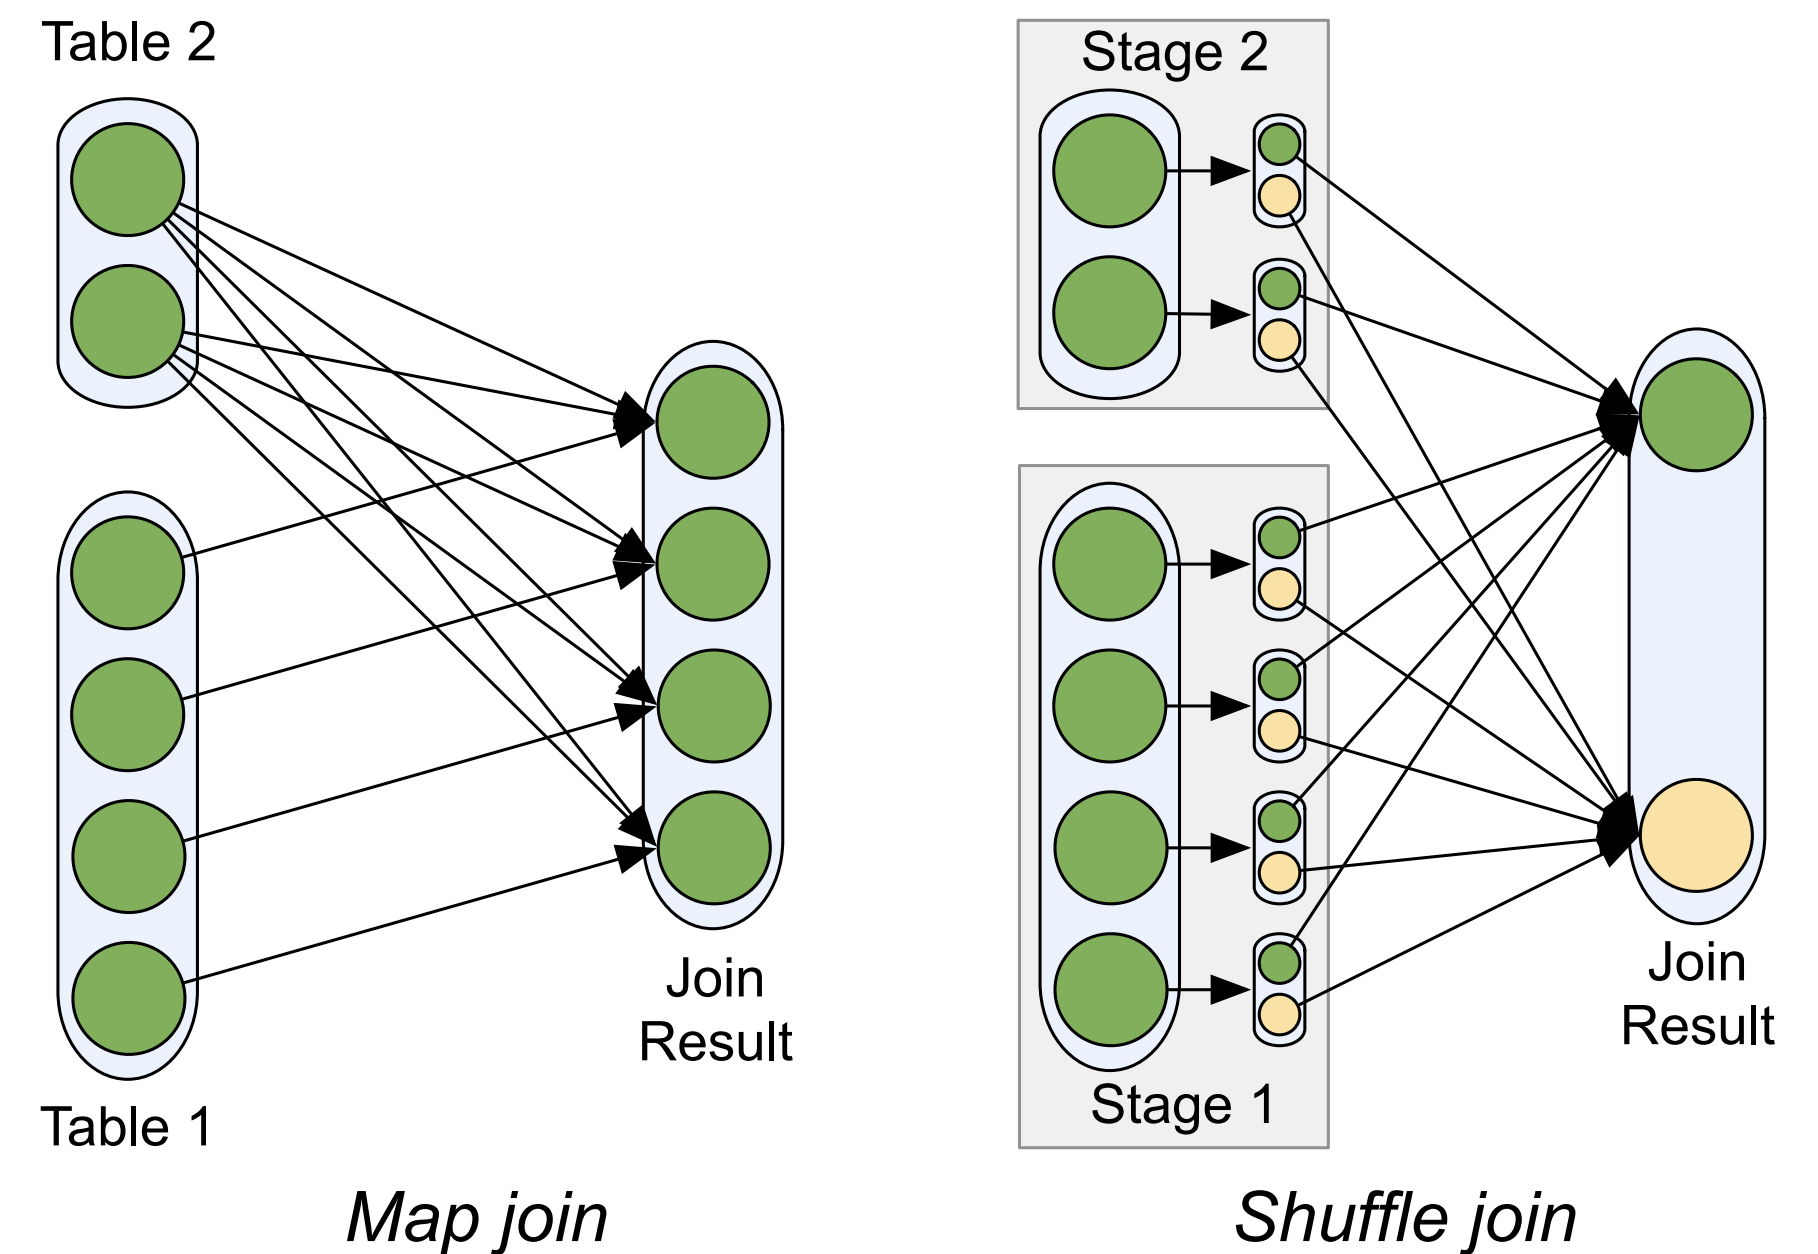 Table 2
Table 1
Join
Result
Map join
Stage 2
Stage 1
Join
Result
Shuffle join